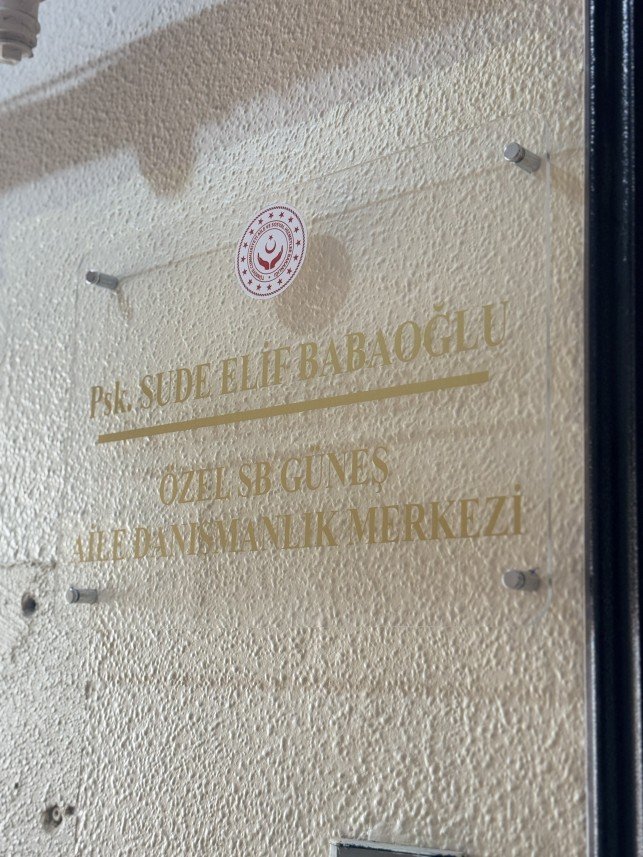 Psk. SUDE ELİF BABAOĞLU
ÖZEL SB GÜNEŞ
AİLE DANIŞMANLIK MERKEZİ